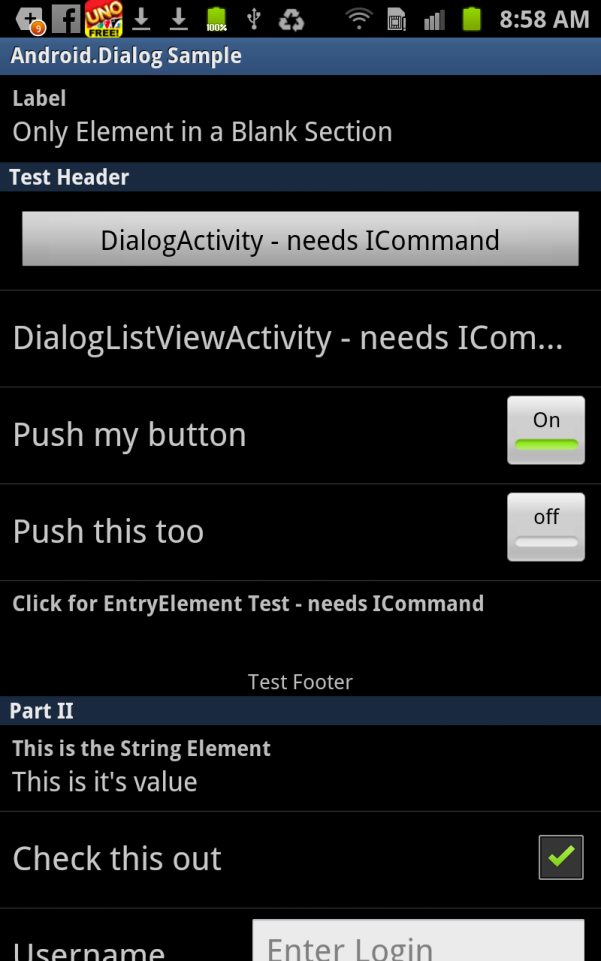 9 UNO FREE! 100% 8:58 AM
Android.Dialog Sample
Label
Only Element in a Blank Section
Test Header
DialogActivity - needs ICommand
DialogListViewActivity - needs ICom...
Push my button On
Push this too off
Click for EntryElement Test - needs ICommand
Test Footer
Part II
This is the String Element
This is it's value
Check this out
Username Enter Login